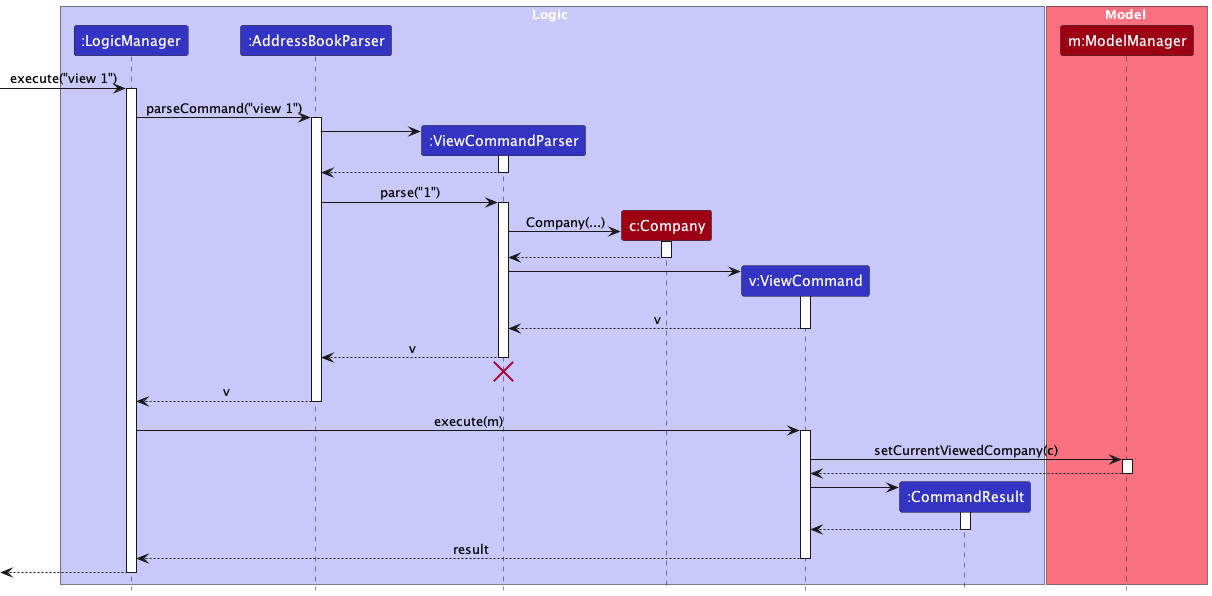 Logic
Model
:LogicManager
:AddressBookParser
m:ModelManager
execute("view 1")
parseCommand("view 1")
:ViewCommandParser
parse("1")
Company(...)
c:Company
v:ViewCommand
v
v
v
execute(m)
setCurrentViewedCompany(c)
:CommandResult
result